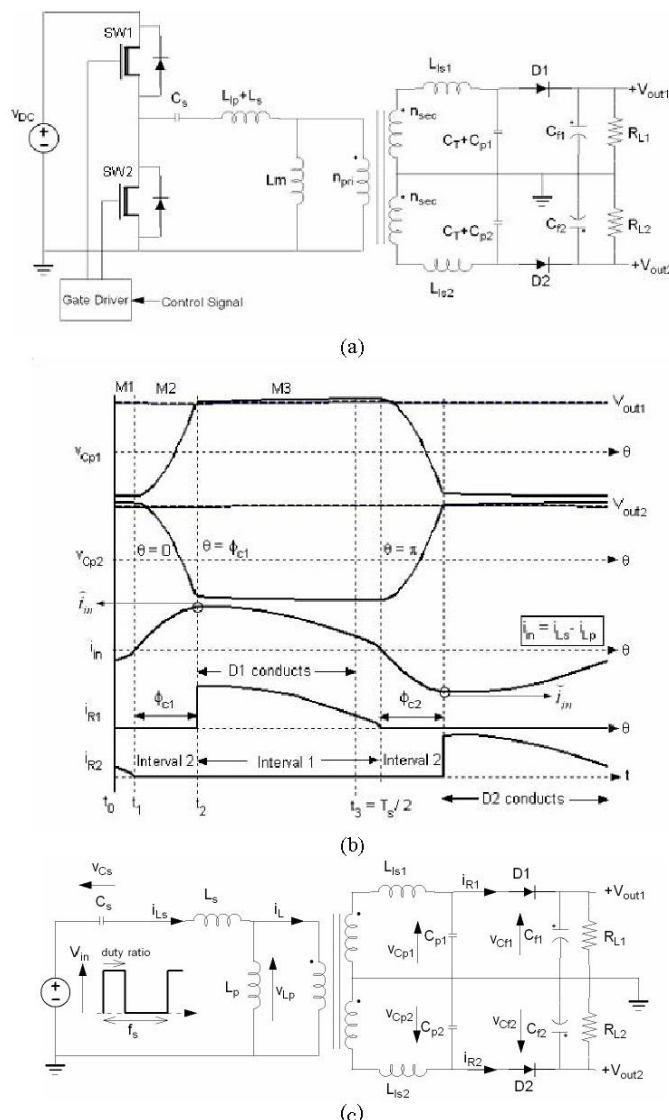 SW1
L_ls1
D1
+V_out1
C_s
L_lp+L_s
n_sec
C_T+C_p1
C_f1
R_L1
V_DC
SW2
Lm
n_pri
n_sec
C_T+C_p2
C_f2
R_L2
D2
+V_out2
L_ls2
Gate Driver
Control Signal
(a)
M1 M2 M3
V_out1
v_Cp1 θ
V_out2
θ = 0 θ = ϕ_c1 θ = π
v_Cp2 θ
i_in
i_in = i_Ls - i_Lp
i_in θ
D1 conducts
ϕ_c1 ϕ_c2 i_in
i_R1 θ
i_R2 Interval 2 Interval 1 Interval 2
t
t_0 t_1 t_2 t_3 = T_s/2 D2 conducts
(b)
v_Cs
C_s
i_Ls
L_s
i_L
L_ls1
i_R1
D1
+V_out1
v_Cp1
C_p1
v_Cf1
C_f1
R_L1
V_in
duty ratio
f_s
L_p
v_Lp
v_Cp2
C_p2
v_Cf2
C_f2
R_L2
i_R2
D2
+V_out2
L_ls2
(c)